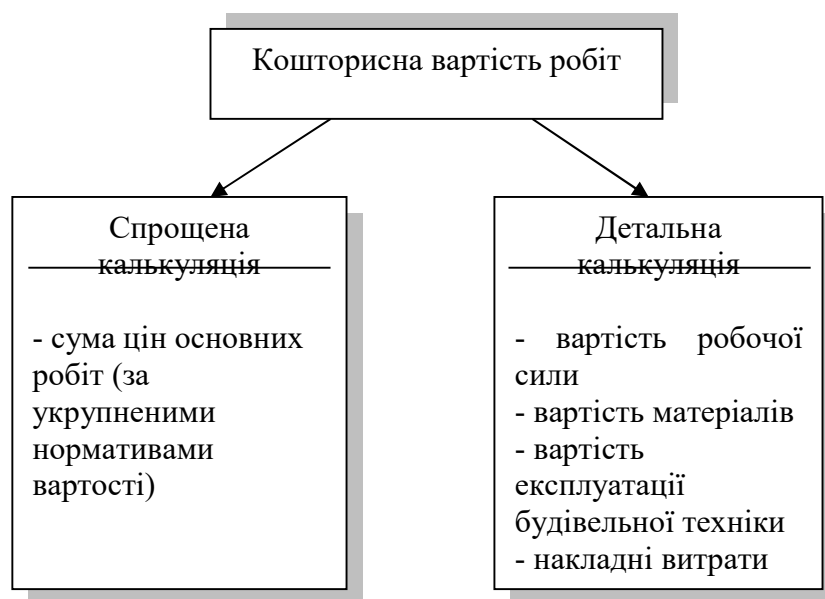 Кошторисна вартість робіт
Спрощена
калькуляція
- сума цін основних
робіт (за
укрупненими
нормативами
вартості)
Детальна
калькуляція
- вартість робочої
сили
- вартість матеріалів
- вартість
експлуатації
будівельної техніки
- накладні витрати